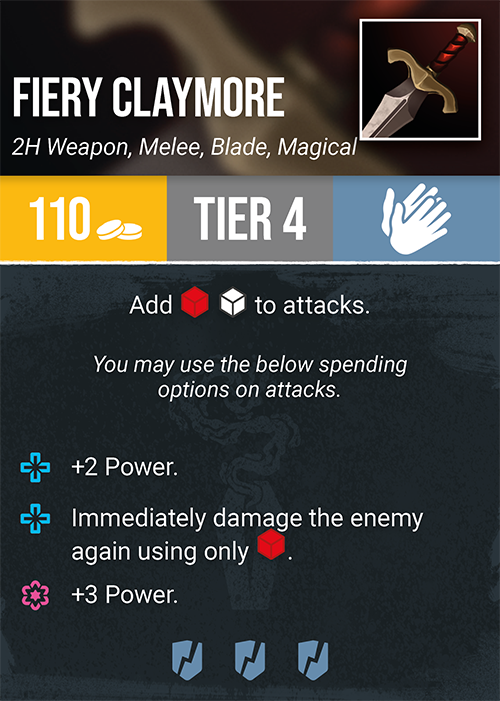 FIERY CLAYMORE
2H Weapon, Melee, Blade, Magical
110 TIER 4
Add to attacks.
You may use the below spending
options on attacks.
+2 Power.
Immediately damage the enemy
again using only .
+3 Power.